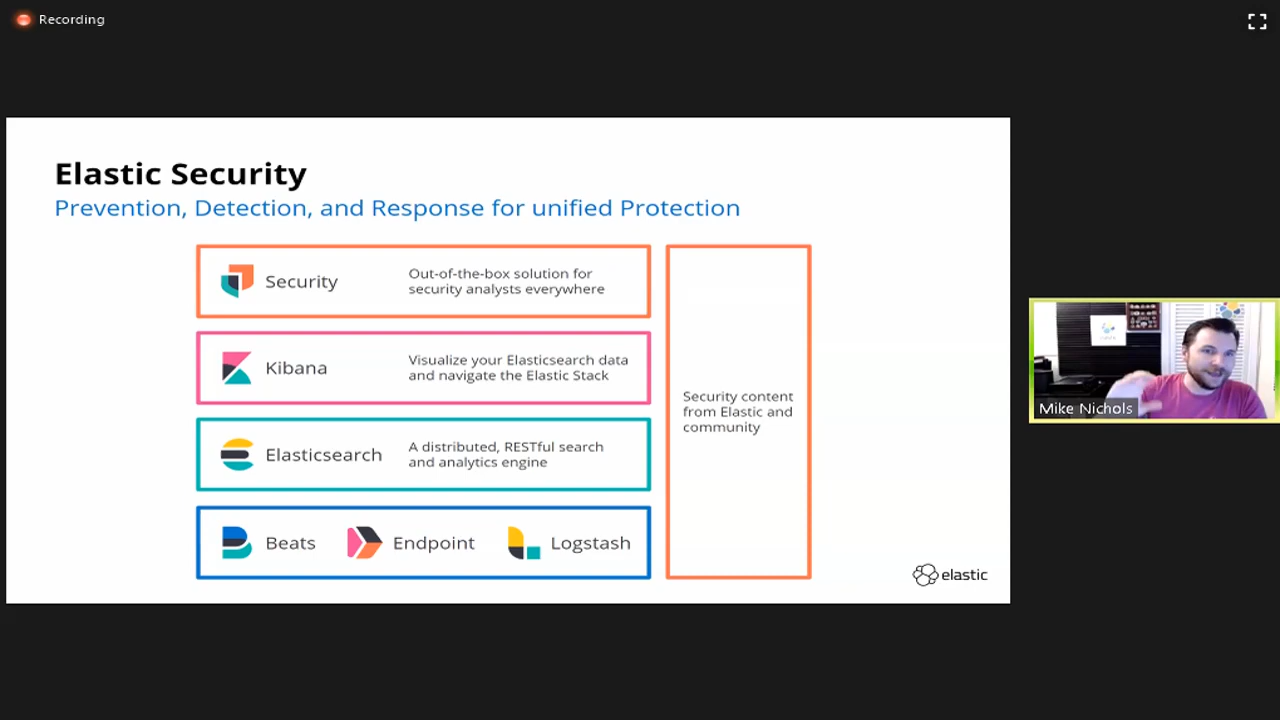 Recording
Elastic Security
Prevention, Detection, and Response for unified Protection
Security
Out-of-the-box solution for
security analysts everywhere
Kibana
Visualize your Elasticsearch data
and navigate the Elastic Stack
Elasticsearch
A distributed, RESTful search
and analytics engine
Beats
Endpoint
Logstash
Security content
from Elastic and
community
elastic
Mike Nichols